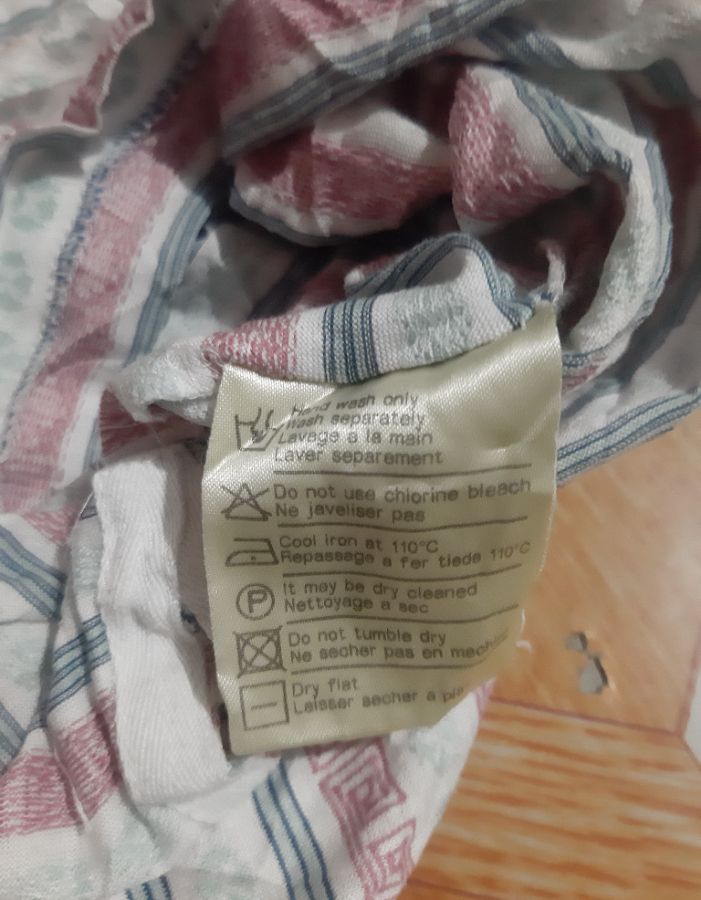 Hand wash only
Wash separately
Lavage a la main
Laver separement
Do not use chlorine bleach
Ne javeliser pas
Cool iron at 110°C
Repassage a fer tiede 110°C
P
It may be dry cleaned
Nettoyage a sec
Do not tumble dry
Ne secher pas en
Dry flat
Laisser secher a